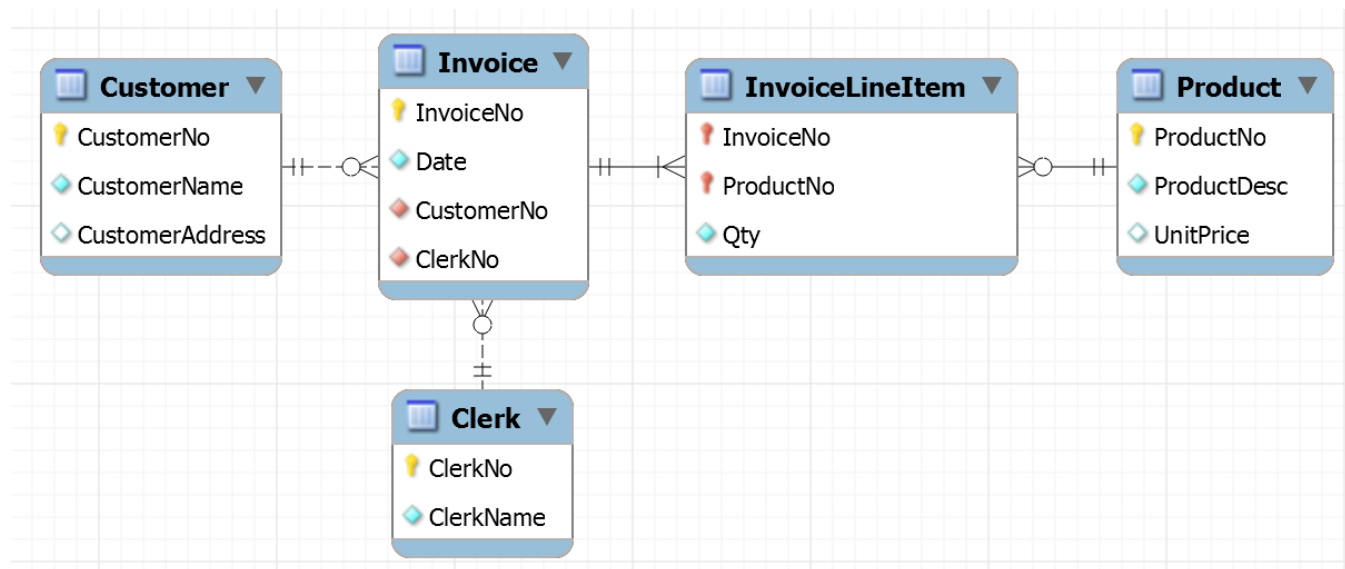 Customer
CustomerNo
CustomerName
CustomerAddress
Invoice
InvoiceNo
Date
CustomerNo
ClerkNo
InvoiceLineItem
InvoiceNo
ProductNo
Qty
Product
ProductNo
ProductDesc
UnitPrice
Clerk
ClerkNo
ClerkName